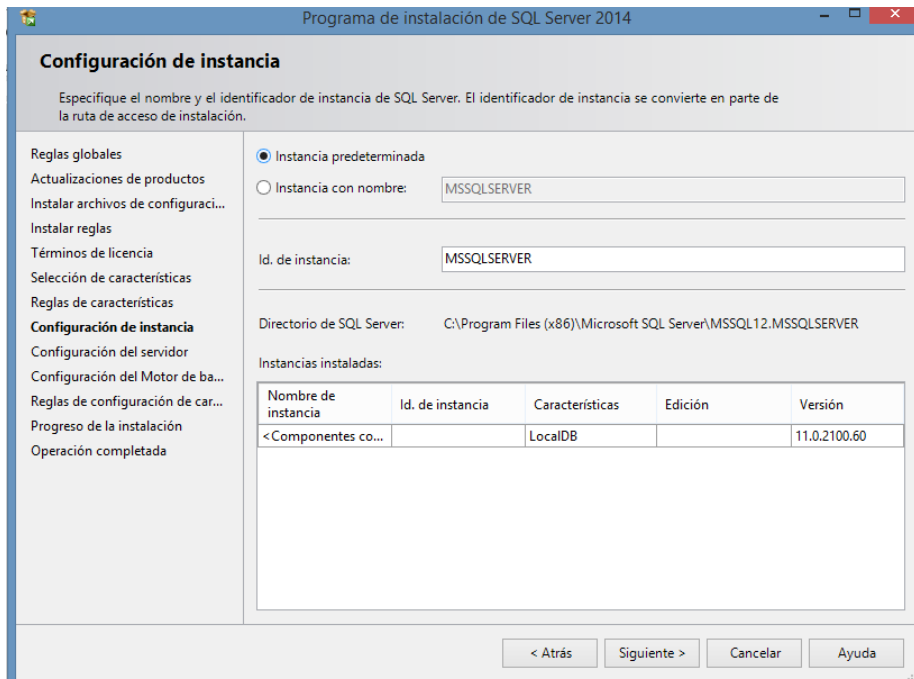 Programa de instalación de SQL Server 2014
Configuración de instancia
Especifique el nombre y el identificador de instancia de SQL Server. El identificador de instancia se convierte en parte de
la ruta de acceso de instalación.
Reglas globales
Actualizaciones de productos
Instalar archivos de configuraci...
Instalar reglas
Términos de licencia
Selección de características
Reglas de características
Configuración de instancia
Configuración del servidor
Configuración del Motor de ba...
Reglas de configuración de car...
Progreso de la instalación
Operación completada
Instancia predeterminada
Instancia con nombre: MSSQLSERVER
Id. de instancia: MSSQLSERVER
Directorio de SQL Server: C:\Program Files (x86)\Microsoft SQL Server\MSSQL12.MSSQLSERVER
Instancias instaladas:
Nombre de
instancia
Id. de instancia
Características
Edición
Versión
<Componentes co... LocalDB 11.0.2100.60
< Atrás
Siguiente >
Cancelar
Ayuda